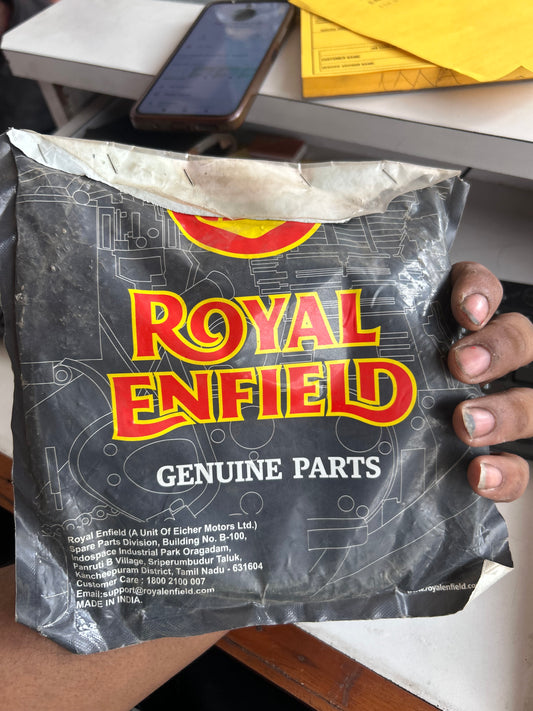 CUSTOMER NAME
ROYAL
ENFIELD
GENUINE PARTS
Royal Enfield (A Unit Of Eicher Motors Ltd.)
Spare Parts Division, Building No. B-100,
Indospace Industrial Park Oragadam,
Panruti B Village, Sriperumbudur Taluk,
Kancheepuram District, Tamil Nadu - 631604
Customer Care : 1800 2100 007
Email:support@royalenfield.com
MADE IN INDIA.
www.royalenfield.com